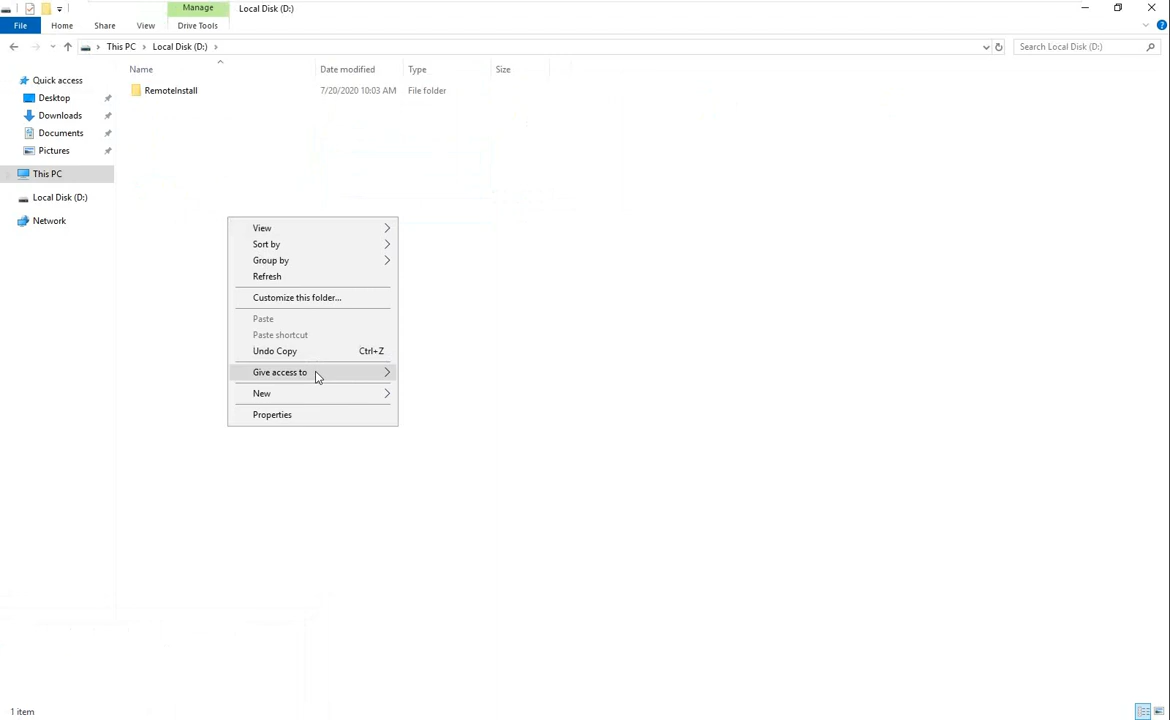 Manage
Local Disk (D:)
File
Home
Share
View
Drive Tools
This PC
Local Disk (D:)
Search Local Disk (D:)
Name
Date modified
Type
Size
RemoteInstall
7/20/2020 10:03 AM
File folder
Quick access
Desktop
Downloads
Documents
Pictures
This PC
Local Disk (D:)
Network
View
Sort by
Group by
Refresh
Customize this folder...
Paste
Paste shortcut
Undo Copy Ctrl+Z
Give access to
New
Properties
1 item